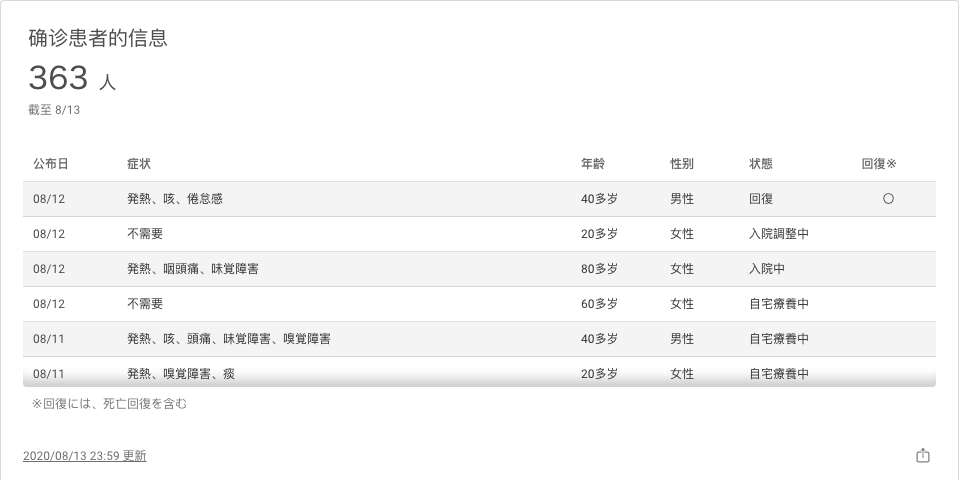 确诊患者的信息
363 人
截至 8/13
公布日 症状 年龄 性别 状態 回復※
08/12 発熱、咳、倦怠感 40多岁 男性 回復 〇
08/12 不需要 20多岁 女性 入院調整中
08/12 発熱、咽頭痛、味覚障害 80多岁 女性 入院中
08/12 不需要 60多岁 女性 自宅療養中
08/11 発熱、咳、頭痛、味覚障害、嗅覚障害 40多岁 男性 自宅療養中
08/11 発熱、嗅覚障害、痰 20多岁 女性 自宅療養中
※回復には、死亡回復を含む
2020/08/13 23:59 更新